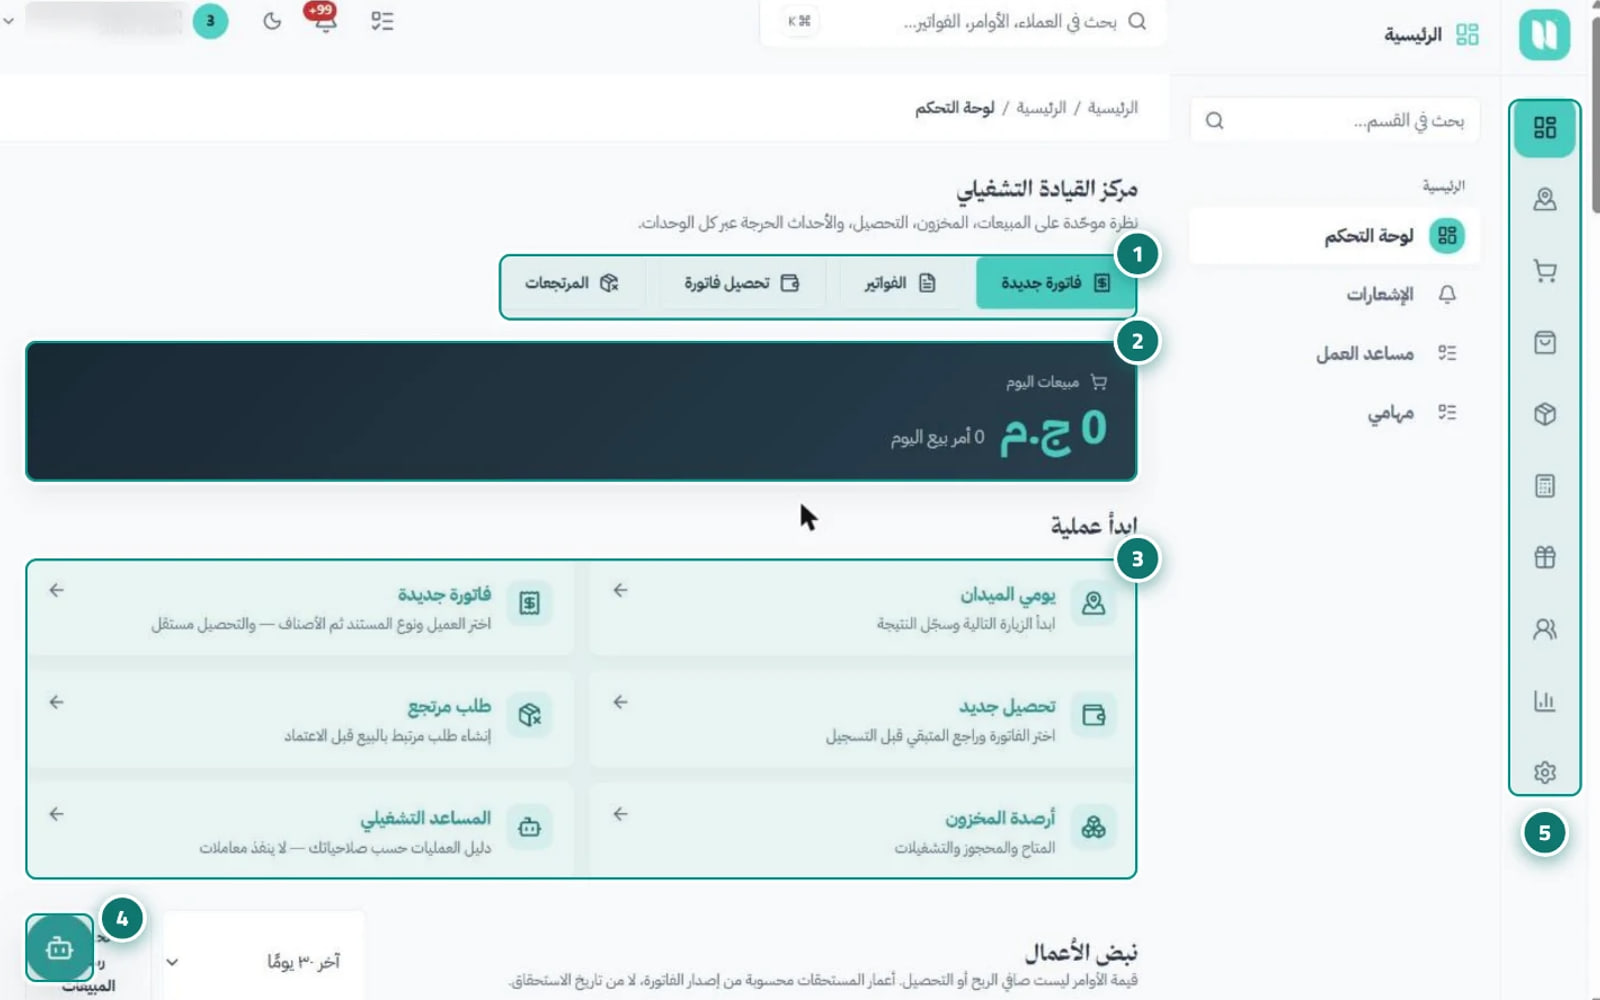 الرئيسية
بحث في العملاء، الأوامر، الفواتير...
⌘ K
+99
3
بحث في القسم...
الرئيسية
لوحة التحكم
الإشعارات
مساعد العمل
مهامي
الرئيسية / الرئيسية / لوحة التحكم
مركز القيادة التشغيلي
نظرة موحّدة على المبيعات، المخزون، التحصيل، والأحداث الحرجة عبر كل الوحدات.
1
فاتورة جديدة
الفواتير
تحصيل فاتورة
المرتجعات
2
مبيعات اليوم
0 ج.م
0 أمر بيع اليوم
ابدأ عملية
3
يومي الميدان
ابدأ الزيارة التالية وسجّل النتيجة
فاتورة جديدة
اختر العميل ونوع المستند ثم الأصناف — والتحصيل مستقل
تحصيل جديد
اختر الفاتورة وراجع المتبقي قبل التسجيل
طلب مرتجع
إنشاء طلب مرتبط بالبيع قبل الاعتماد
أرصدة المخزون
المتاح والمحجوز والتشغيلات
المساعد التشغيلي
دليل العمليات حسب صلاحياتك — لا ينفذ معاملات
5
4
نبض الأعمال
قيمة الأوامر ليست صافي الربح أو التحصيل. أعمار المستحقات محسوبة من إصدار الفاتورة، لا من تاريخ الاستحقاق.
آخر ٣٠ يومًا
المبيعات